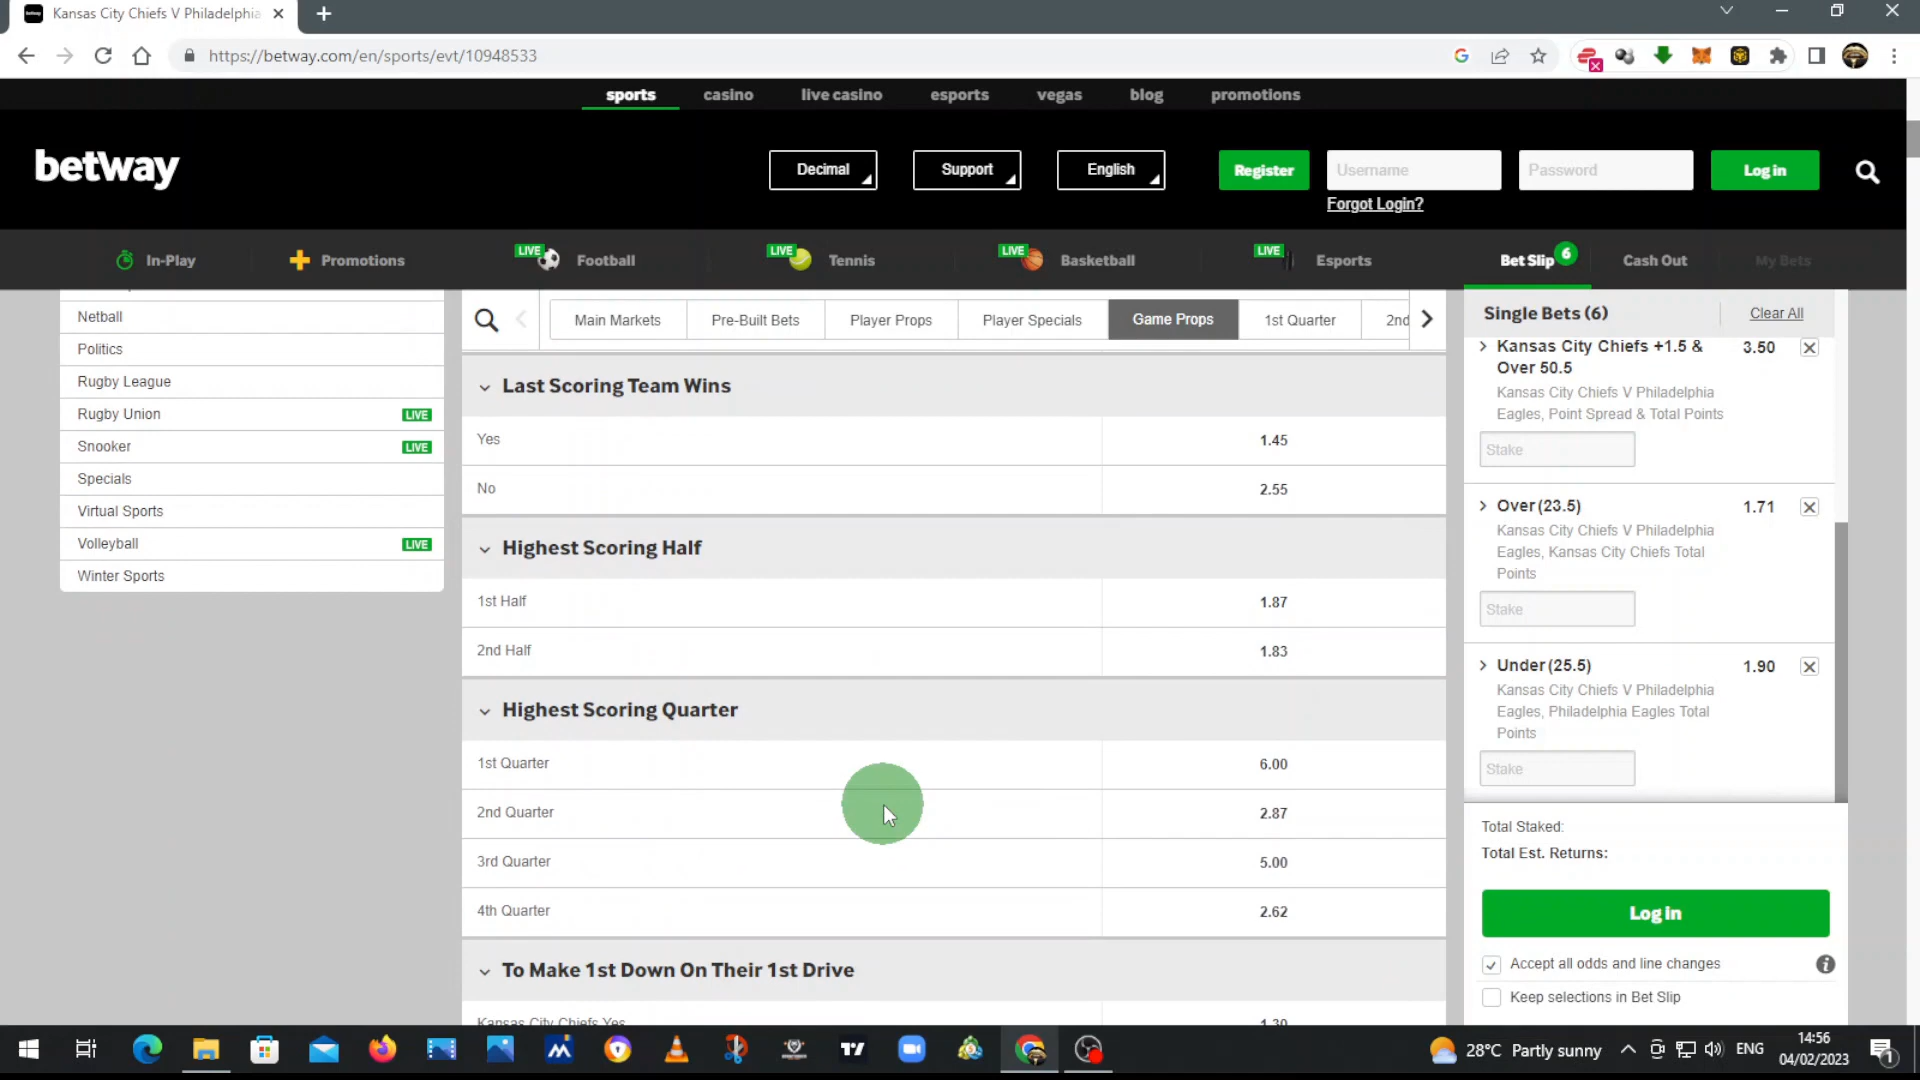 Kansas City Chiefs V Philadelphia
https://betway.com/en/sports/evt/10948533
sports casino live casino esports vegas blog promotions
betway
Decimal Support English Register Username Password Log in
Forgot Login?
In-Play Promotions LIVE Football LIVE Tennis LIVE Basketball LIVE Esports Bet Slip 6 Cash Out My Bets
Netball
Politics
Rugby League
Rugby Union LIVE
Snooker LIVE
Specials
Virtual Sports
Volleyball LIVE
Winter Sports
Main Markets Pre-Built Bets Player Props Player Specials Game Props 1st Quarter 2nd
Last Scoring Team Wins
Yes 1.45
No 2.55
Highest Scoring Half
1st Half 1.87
2nd Half 1.83
Highest Scoring Quarter
1st Quarter 6.00
2nd Quarter 2.87
3rd Quarter 5.00
4th Quarter 2.62
To Make 1st Down On Their 1st Drive
Kansas City Chiefs Yes 1.30
Single Bets (6) Clear All
Kansas City Chiefs +1.5 & 3.50
Over 50.5
Kansas City Chiefs V Philadelphia
Eagles, Point Spread & Total Points
Stake
Over (23.5) 1.71
Kansas City Chiefs V Philadelphia
Eagles, Kansas City Chiefs Total
Points
Stake
Under (25.5) 1.90
Kansas City Chiefs V Philadelphia
Eagles, Philadelphia Eagles Total
Points
Stake
Total Staked:
Total Est. Returns:
Log in
Accept all odds and line changes
Keep selections in Bet Slip
28°C Partly sunny ENG 14:56
04/02/2023
1